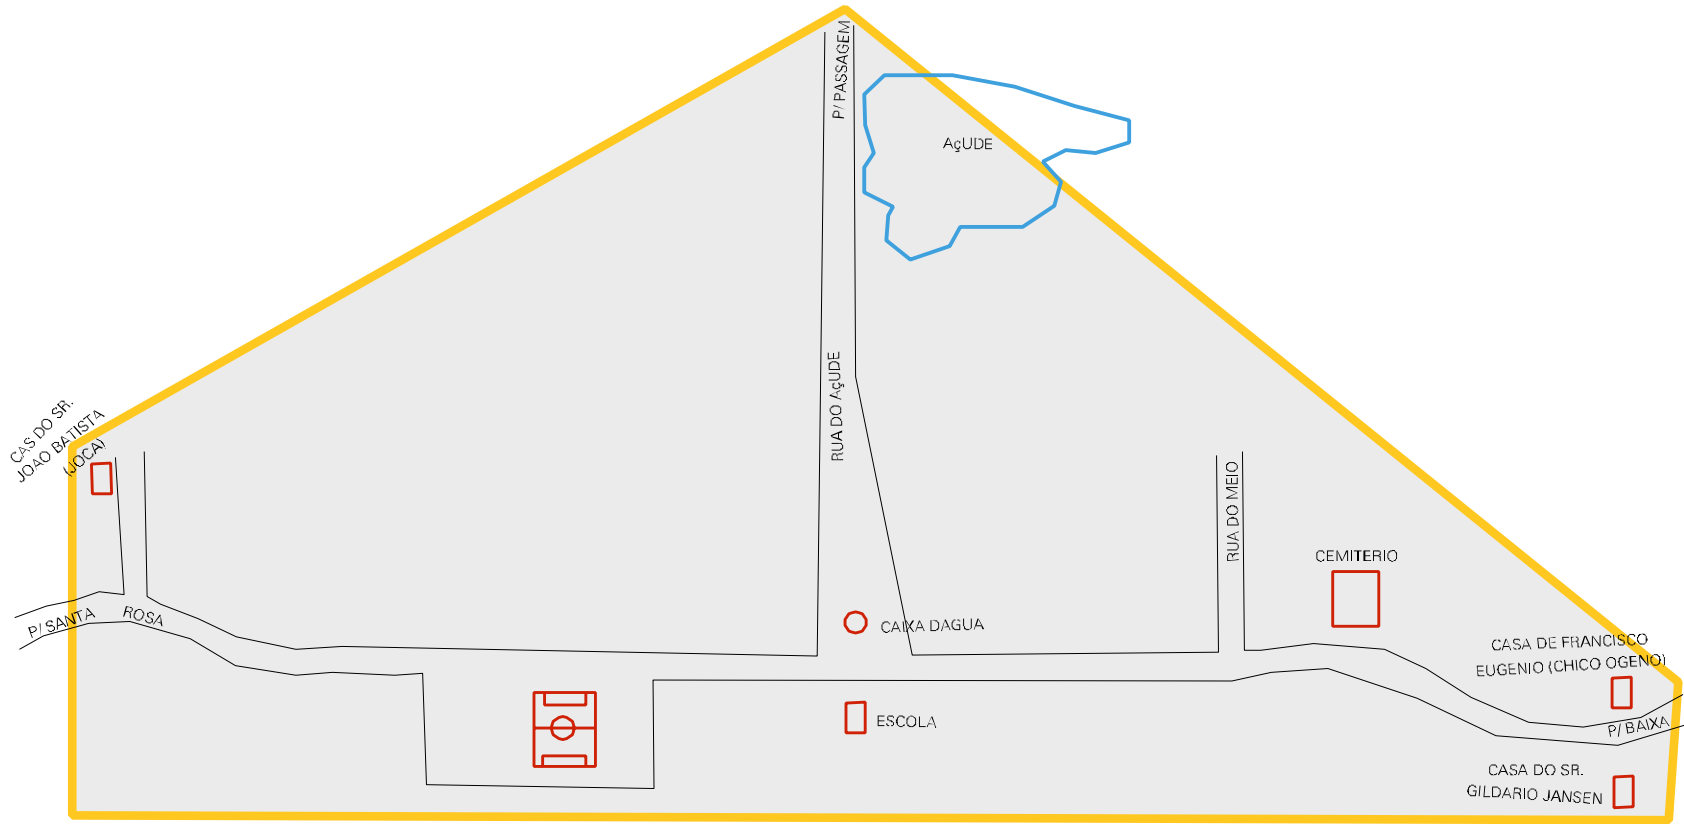 P/ PASSAGEM
AçUDE
RUA DO AçUDE
CAS DO SR.
JOAO BATISTA
(JOCA)
RUA DO MEIO
CEMITERIO
P/ SANTA ROSA
CAIXA DAGUA
CASA DE FRANCISCO
EUGENIO (CHICO OGENO)
ESCOLA
P/ BAIXA
CASA DO SR.
GILDARIO JANSEN